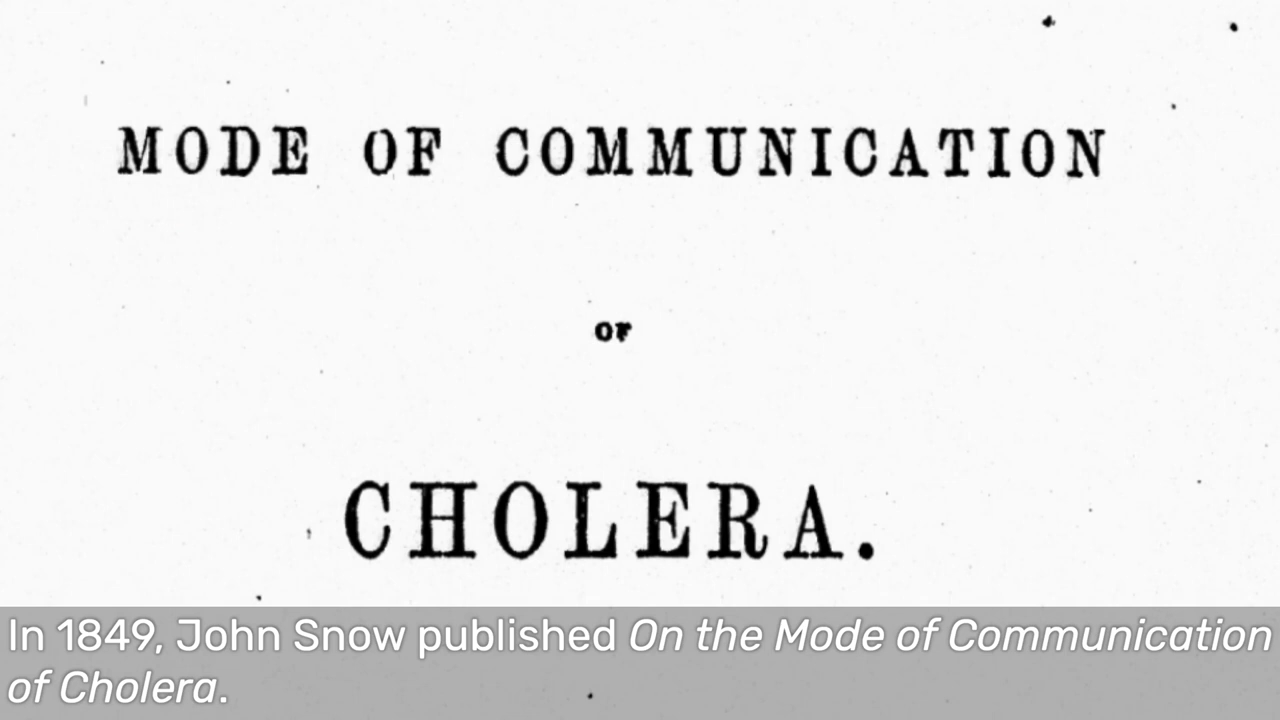 MODE OF COMMUNICATION
OF
CHOLERA.
In 1849, John Snow published On the Mode of Communication
of Cholera.